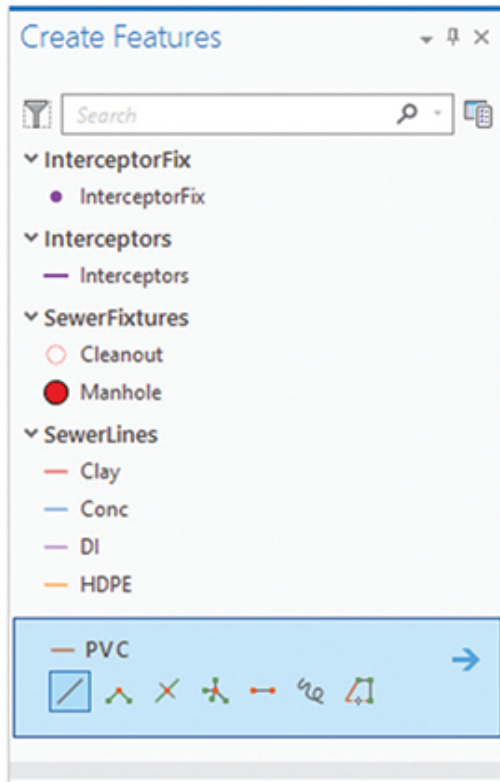 Create Features
Search
InterceptorFix
InterceptorFix
Interceptors
Interceptors
SewerFixtures
Cleanout
Manhole
SewerLines
Clay
Conc
DI
HDPE
PVC